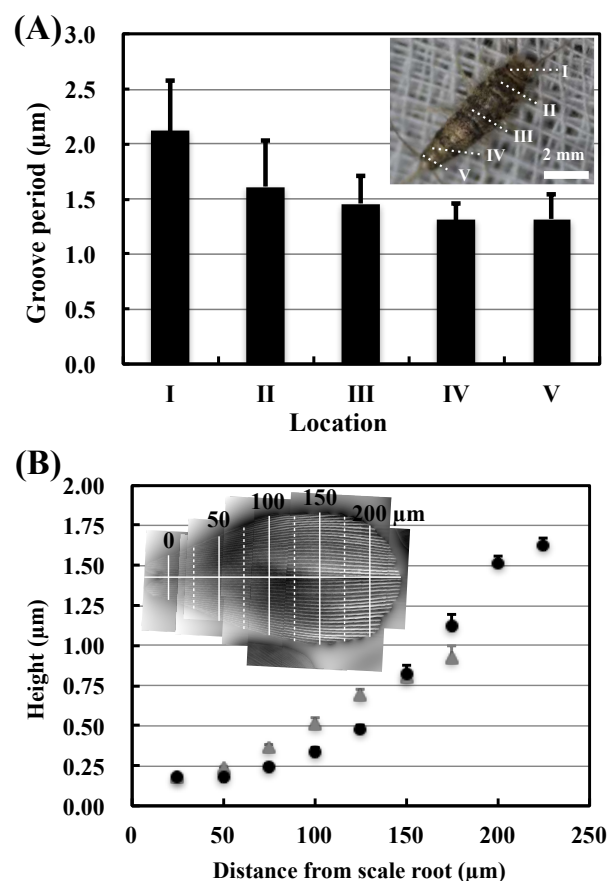 (A)
3.0
2.5
2.0
1.5
1.0
0.5
0.0
Groove period (μm)
I
II
III
IV
V
2 mm
I II III IV V
Location
(B)
2.00
1.75
1.50
1.25
1.00
0.75
0.50
0.25
0.00
Height (μm)
0
50
100
150
200 μm
0 50 100 150 200 250
Distance from scale root (μm)